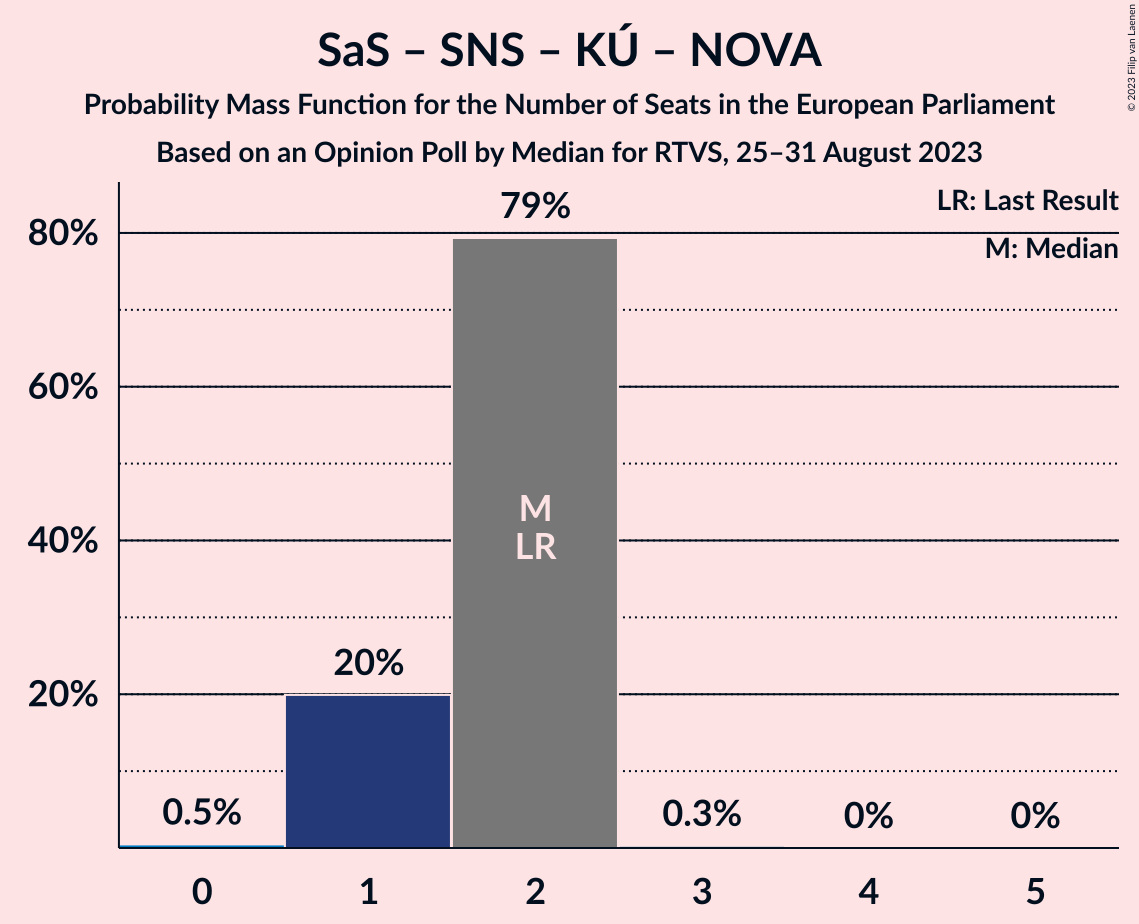 SaS – SNS – KÚ – NOVA
Probability Mass Function for the Number of Seats in the European Parliament
Based on an Opinion Poll by Median for RTVS, 25–31 August 2023
© 2023 Filip van Laenen
LR: Last Result
M: Median
79%
80%
60%
40%
20%
M
LR
20%
0.5%
0.3%
0%
0%
0
1
2
3
4
5